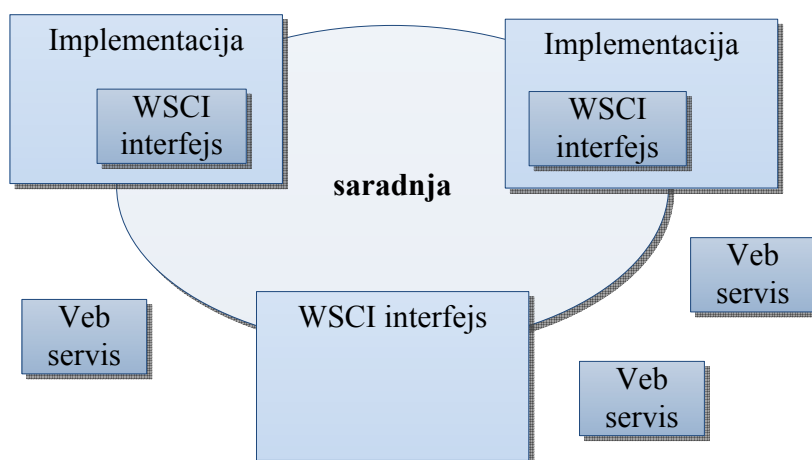 Implementacija
WSCI
interfejs
Implementacija
WSCI
interfejs
saradnja
Veb
servis
WSCI interfejs
Veb
servis
Veb
servis